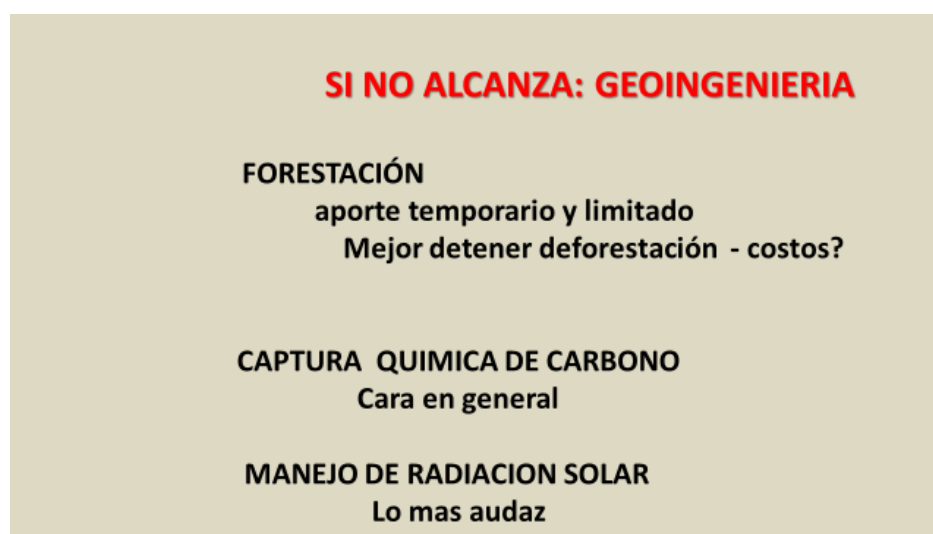 SI NO ALCANZA: GEOINGENIERIA
FORESTACIÓN
aporte temporario y limitado
Mejor detener deforestación - costos?
CAPTURA QUIMICA DE CARBONO
Cara en general
MANEJO DE RADIACION SOLAR
Lo mas audaz